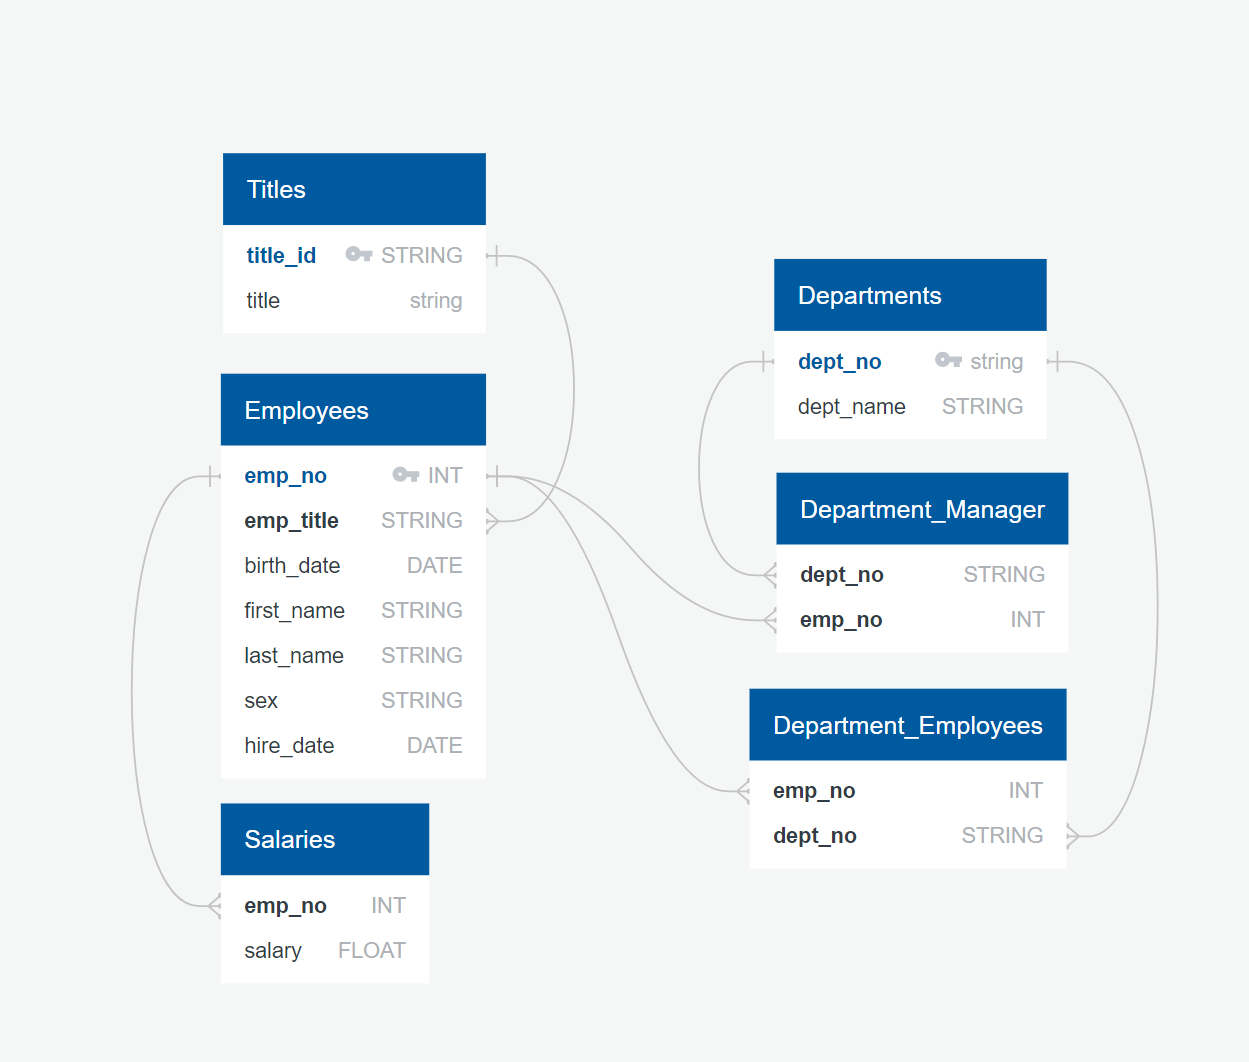 Titles
title_id STRING
title string
Employees
emp_no INT
emp_title STRING
birth_date DATE
first_name STRING
last_name STRING
sex STRING
hire_date DATE
Salaries
emp_no INT
salary FLOAT
Departments
dept_no string
dept_name STRING
Department_Manager
dept_no STRING
emp_no INT
Department_Employees
emp_no INT
dept_no STRING